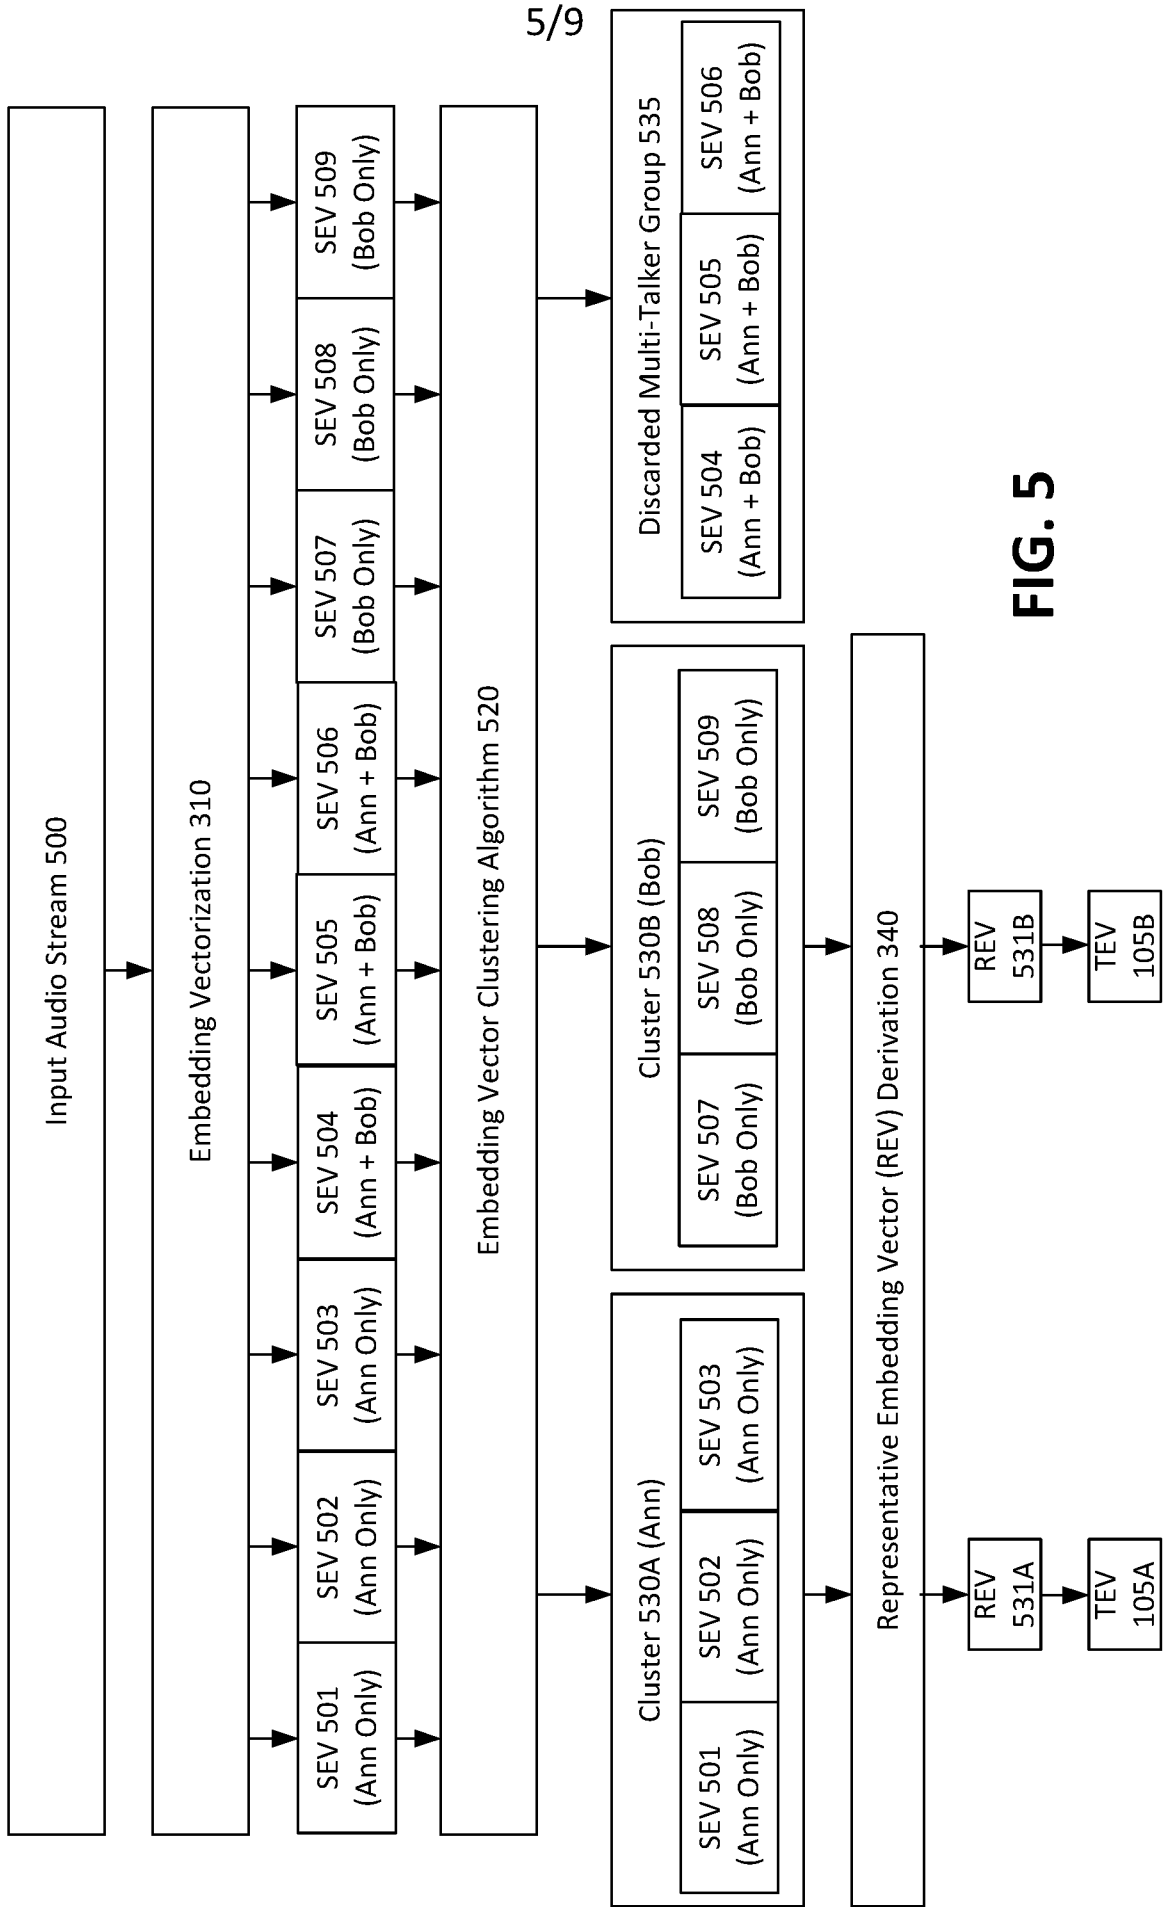 5/9
Input Audio Stream 500
Embedding Vectorization 310
SEV 501
(Ann Only)
SEV 502
(Ann Only)
SEV 503
(Ann Only)
SEV 504
(Ann + Bob)
SEV 505
(Ann + Bob)
SEV 506
(Ann + Bob)
SEV 507
(Bob Only)
SEV 508
(Bob Only)
SEV 509
(Bob Only)
Embedding Vector Clustering Algorithm 520
Cluster 530A (Ann)
SEV 501
(Ann Only)
SEV 502
(Ann Only)
SEV 503
(Ann Only)
Cluster 530B (Bob)
SEV 507
(Bob Only)
SEV 508
(Bob Only)
SEV 509
(Bob Only)
Discarded Multi-Talker Group 535
SEV 504
(Ann + Bob)
SEV 505
(Ann + Bob)
SEV 506
(Ann + Bob)
Representative Embedding Vector (REV) Derivation 340
REV
531A
REV
531B
TEV
105A
TEV
105B
FIG. 5